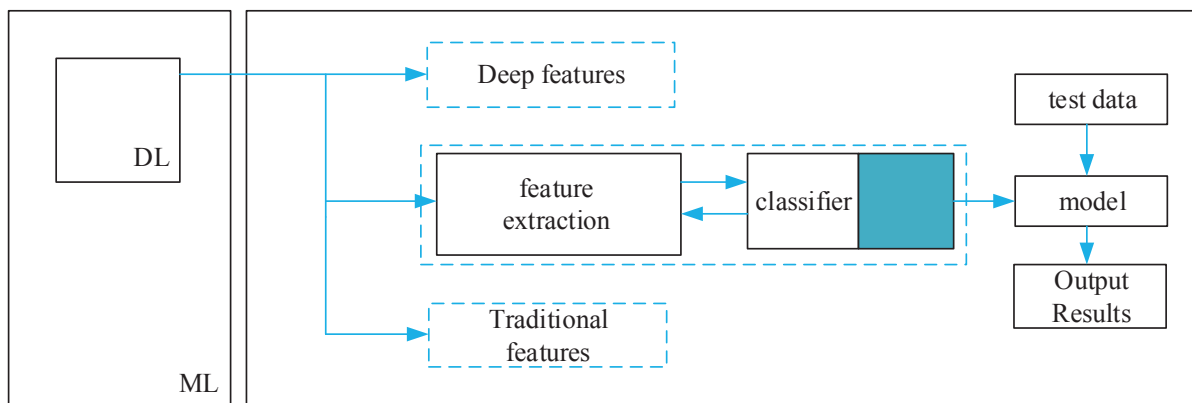 DL
ML
Deep features
feature
extraction
classifier
Traditional
features
test data
model
Output
Results